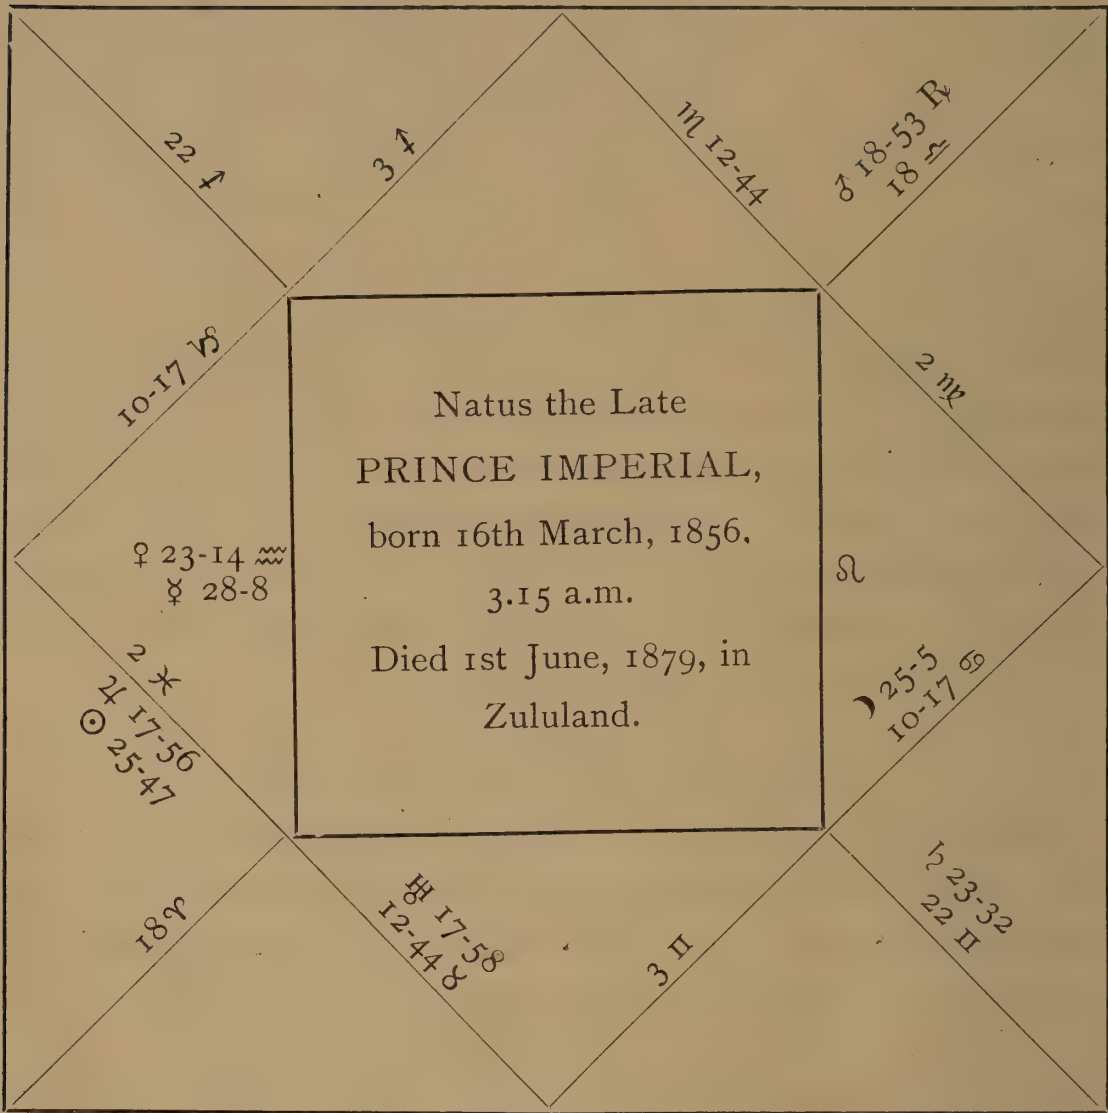 22 ♐
3 ♐
♏ 12-44
♂ 18-53 ℞
18 ♎
10-17 ♑
2 ♍
Natus the Late
PRINCE IMPERIAL,
born 16th March, 1856.
3.15 a.m.
Died 1st June, 1879, in
Zululand.
♀ 23-14 ♒
☿ 28-8
♌
2 ♓
♃ 17-56
☉ 25-47
☽ 25-5
10-17 ♋
18 ♈
♅ 17-58
12-44 ♉
3 ♊
♄ 23-32
22 ♊